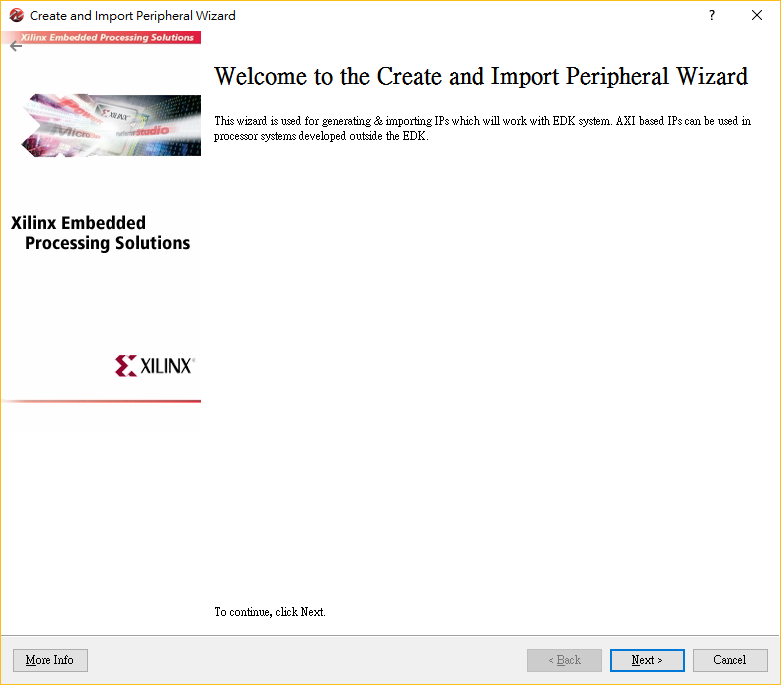 Create and Import Peripheral Wizard
?
Xilinx Embedded Processing Solutions
Welcome to the Create and Import Peripheral Wizard
This wizard is used for generating & importing IPs which will work with EDK system. AXI based IPs can be used in
processor systems developed outside the EDK.
XILINX
Xilinx Embedded
Processing Solutions
XILINX
To continue, click Next.
More Info
< Back
Next >
Cancel